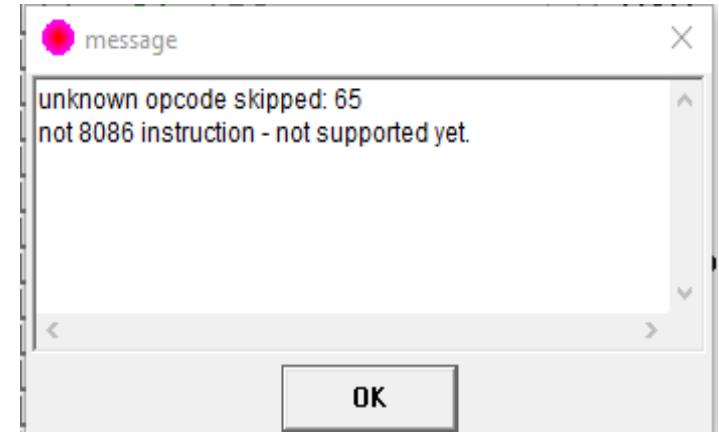 message
unknown opcode skipped: 65
not 8086 instruction - not supported yet.
OK